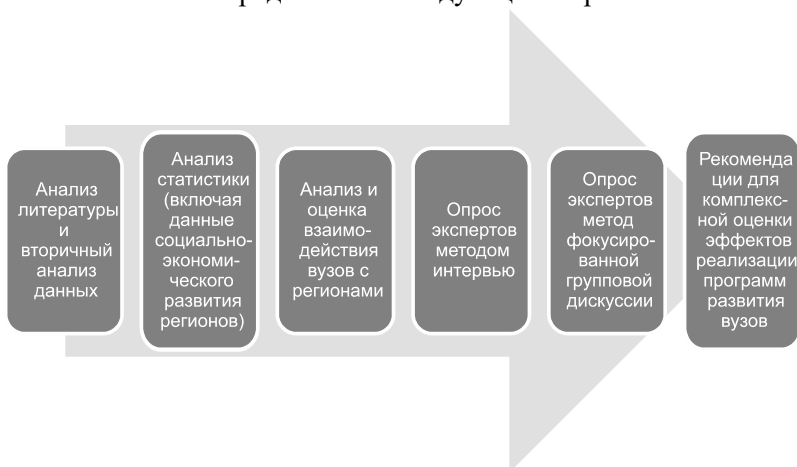 Анализ
литературы
и
вторичный
анализ
данных
Анализ
статистики
(включая
данные
социально-
экономи-
ческого
развития
регионов)
Анализ и
оценка
взаимо-
действия
вузов с
регионами
Опрос
экспертов
методом
интервью
Опрос
экспертов
метод
фокусиро-
ванной
групповой
дискуссии
Рекоменда
ции для
комплекс-
ной оценки
эффектов
реализации
программ
развития
вузов